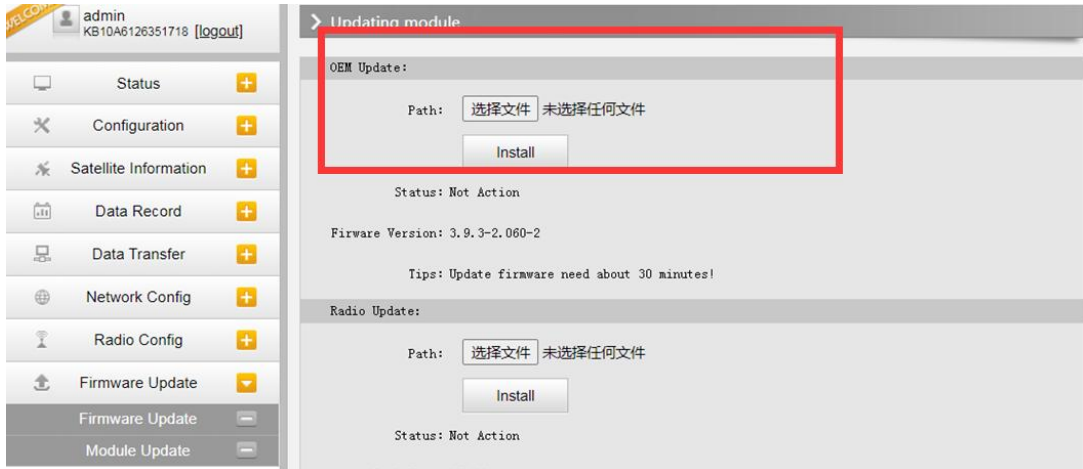 WELCOME
admin
KB10A6126351718 [logout]
Status
Configuration
Satellite Information
Data Record
Data Transfer
Network Config
Radio Config
Firmware Update
Firmware Update
Module Update
Updating module
OEM Update:
Path: 选择文件 未选择任何文件
Install
Status: Not Action
Firware Version: 3.9.3-2.060-2
Tips: Update firmware need about 30 minutes!
Radio Update:
Path: 选择文件 未选择任何文件
Install
Status: Not Action